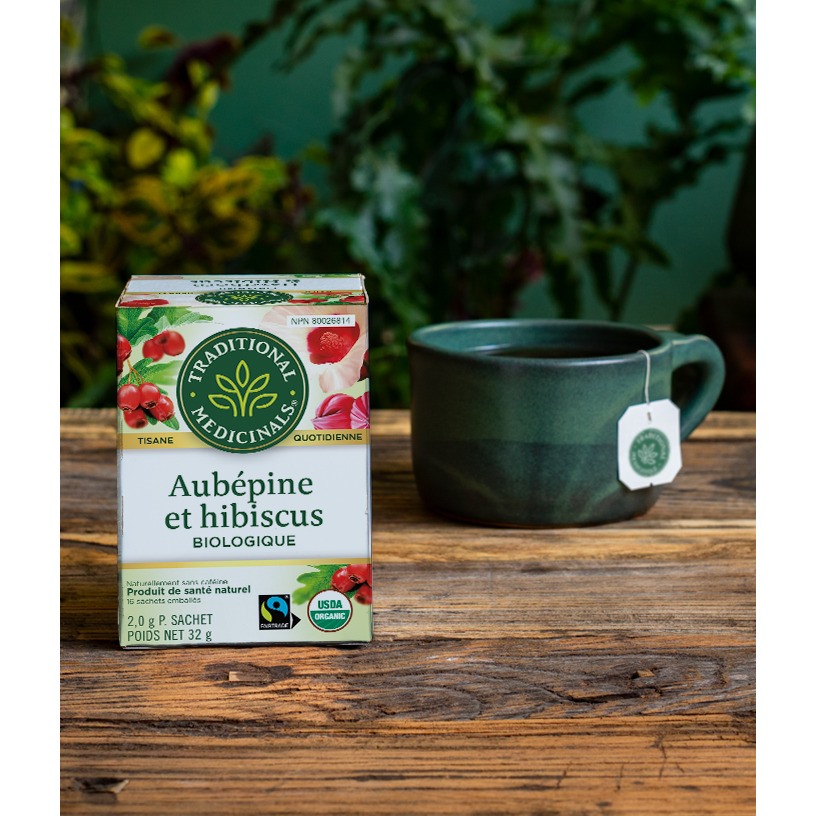 NPN 80026814
TRADITIONAL
MEDICINALS®
TISANE QUOTIDIENNE
Aubépine
et hibiscus
BIOLOGIQUE
Naturellement sans caféine
Produit de santé naturel
16 sachets emballés
2,0 g P. SACHET
POIDS NET 32 g
FAIRTRADE
USDA
ORGANIC